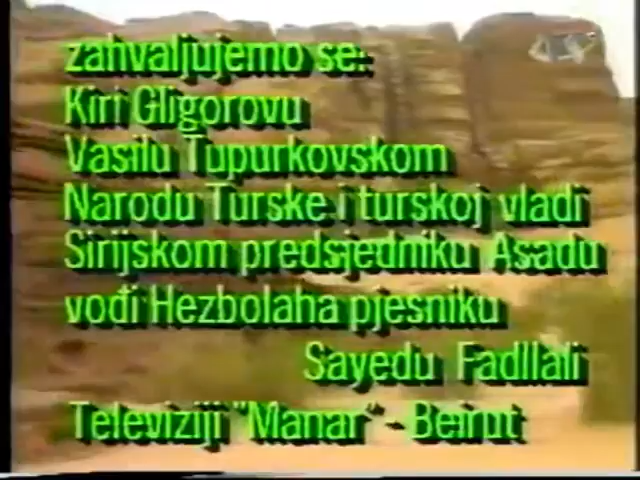 zahvaljujemo se:
Kiri Gligorovu
Vasilu Tupurkovskom
Narodu Turske i turskoj vladi
Sirijskom predsjedniku Asadu
vođi Hezbolaha pjesniku
Sayedu Fadllali
Televiziji "Manar" - Beirut